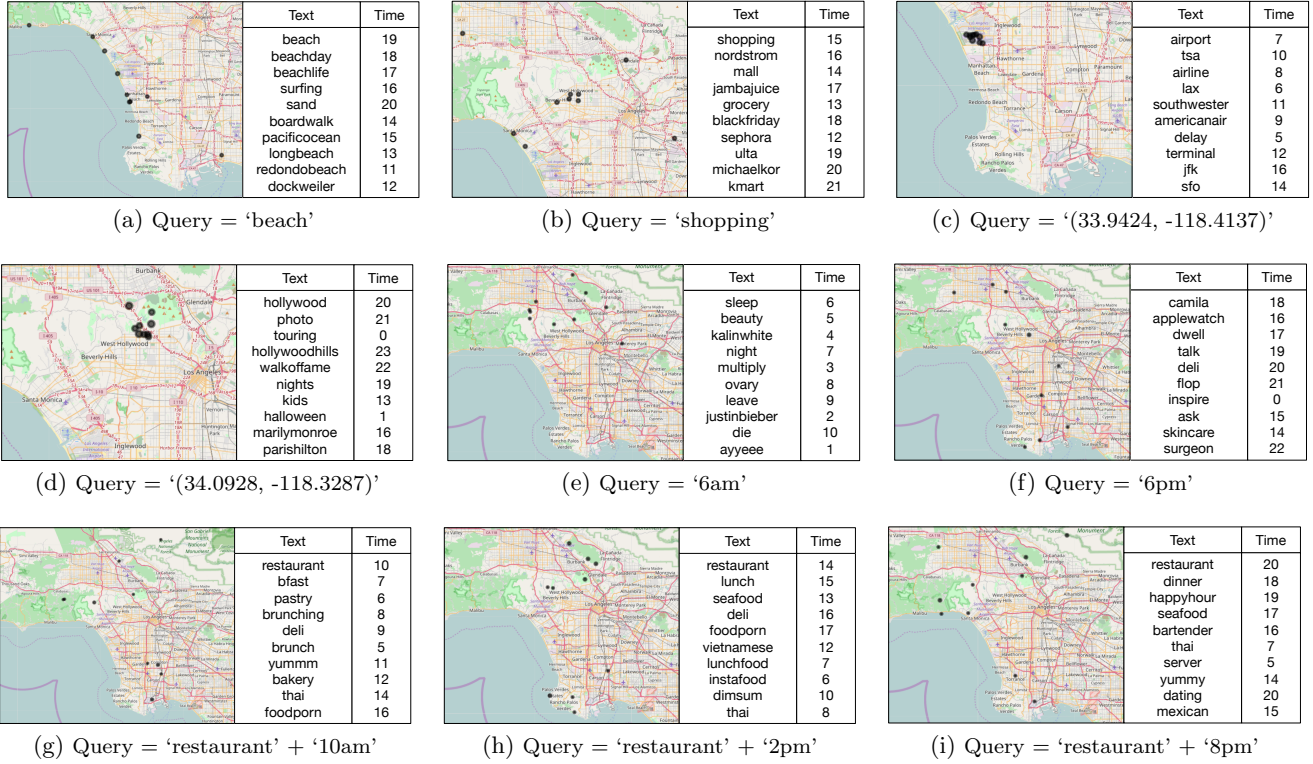 Text Time
beach 19
beachday 18
beachlife 17
surfing 16
sand 20
boardwalk 14
pacificocean 15
longbeach 13
redondobeach 11
dockweiler 12
(a) Query = ‘beach’
Text Time
shopping 15
nordstrom 16
mall 14
jambajuice 17
grocery 13
blackfriday 18
sephora 12
ulta 19
michaelkor 20
kmart 21
(b) Query = ‘shopping’
Text Time
airport 7
tsa 10
airline 8
lax 6
southwester 11
americanair 9
delay 5
terminal 12
jfk 16
sfo 14
(c) Query = ‘(33.9424, -118.4137)’
Burbank
Glendale
West Hollywood
Beverly Hills
Los Angeles
Santa Monica
Inglewood
Text Time
hollywood 20
photo 21
touring 0
hollywoodhills 23
walkoffame 22
nights 19
kids 13
halloween 1
marilymonroe 16
parishilton 18
(d) Query = ‘(34.0928, -118.3287)’
Text Time
sleep 6
beauty 5
kalinwhite 4
night 7
multiply 3
ovary 8
leave 9
justinbieber 2
die 10
ayyeee 1
(e) Query = ‘6am’
Text Time
camila 18
applewatch 16
dwell 17
talk 19
deli 20
flop 21
inspire 0
ask 15
skincare 14
surgeon 22
(f) Query = ‘6pm’
Text Time
restaurant 10
bfast 7
pastry 6
brunching 8
deli 9
brunch 5
yummm 11
bakery 12
thai 14
foodporn 16
(g) Query = ‘restaurant’ + ‘10am’
Text Time
restaurant 14
lunch 15
seafood 13
deli 16
foodporn 17
vietnamese 12
lunchfood 7
instafood 6
dimsum 10
thai 8
(h) Query = ‘restaurant’ + ‘2pm’
Text Time
restaurant 20
dinner 18
happyhour 19
seafood 17
bartender 16
thai 7
server 5
yummy 14
dating 20
mexican 15
(i) Query = ‘restaurant’ + ‘8pm’